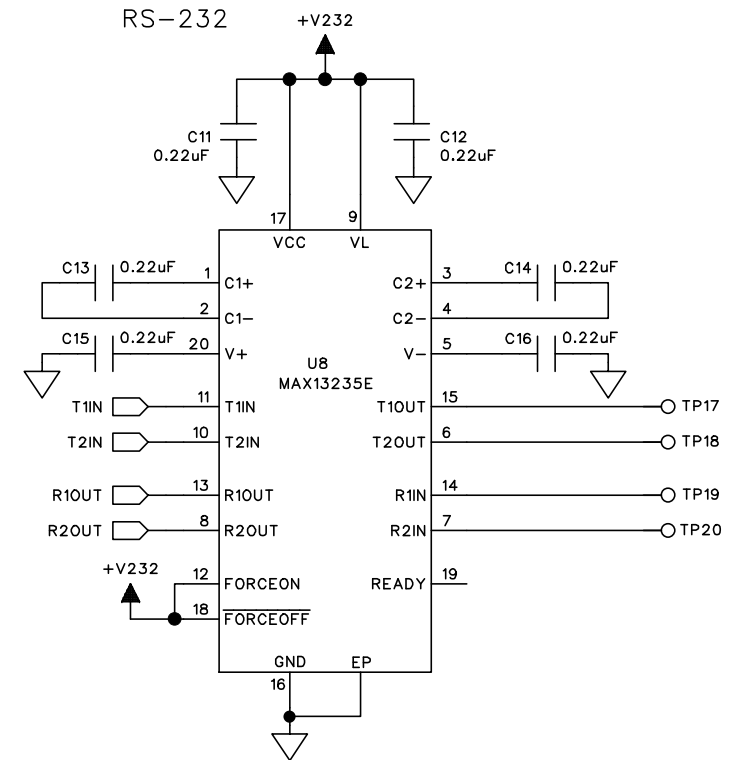 RS-232
+V232
C11
0.22uF
C12
0.22uF
17
9
VCC
VL
C13
0.22uF
1
C1+
C2+
3
C14
0.22uF
2
C1-
C2-
4
C15
0.22uF
20
V+
V-
5
C16
0.22uF
U8
MAX13235E
T1IN
11
T1IN
T1OUT
15
TP17
T2IN
10
T2IN
T2OUT
6
TP18
R1OUT
13
R1OUT
R1IN
14
TP19
R2OUT
8
R2OUT
R2IN
7
TP20
+V232
12
FORCEON
READY
19
18
FORCEOFF
GND
EP
16